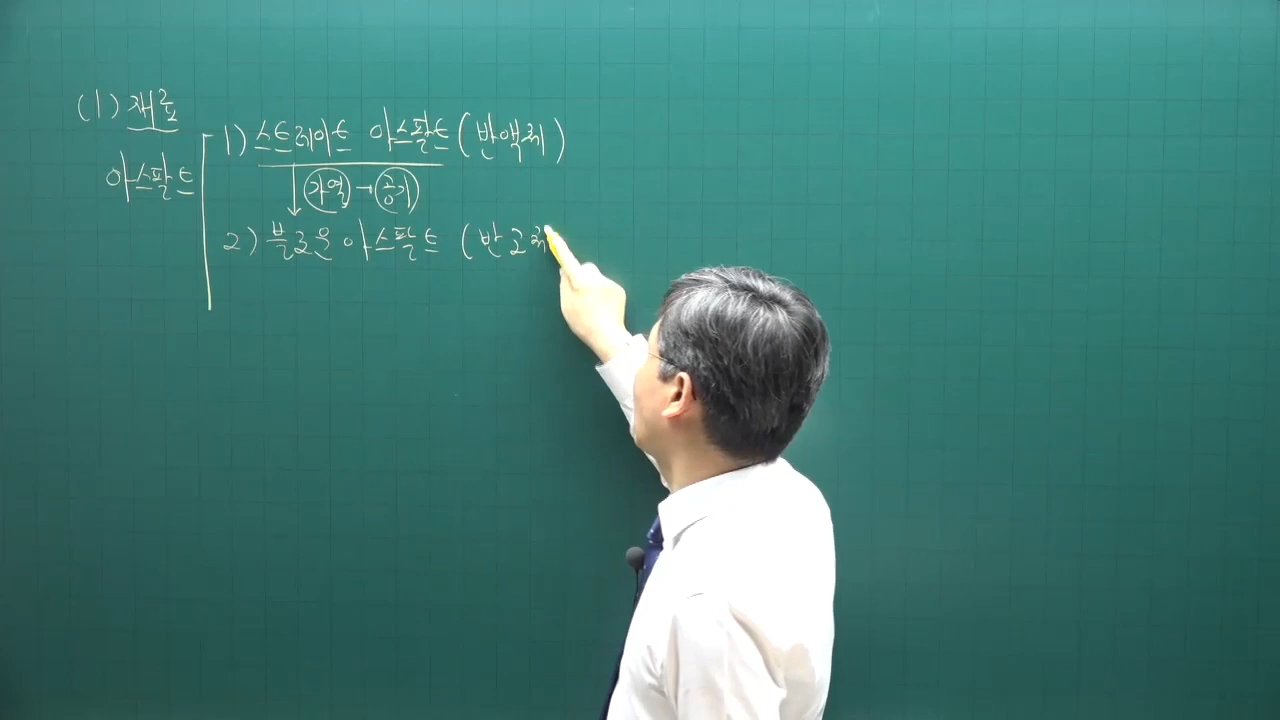 (1) 재료
아스팔트
1) 스트레이트 아스팔트 (반액체)
↓ 가열 → 공기
2) 블로운 아스팔트 (반고체